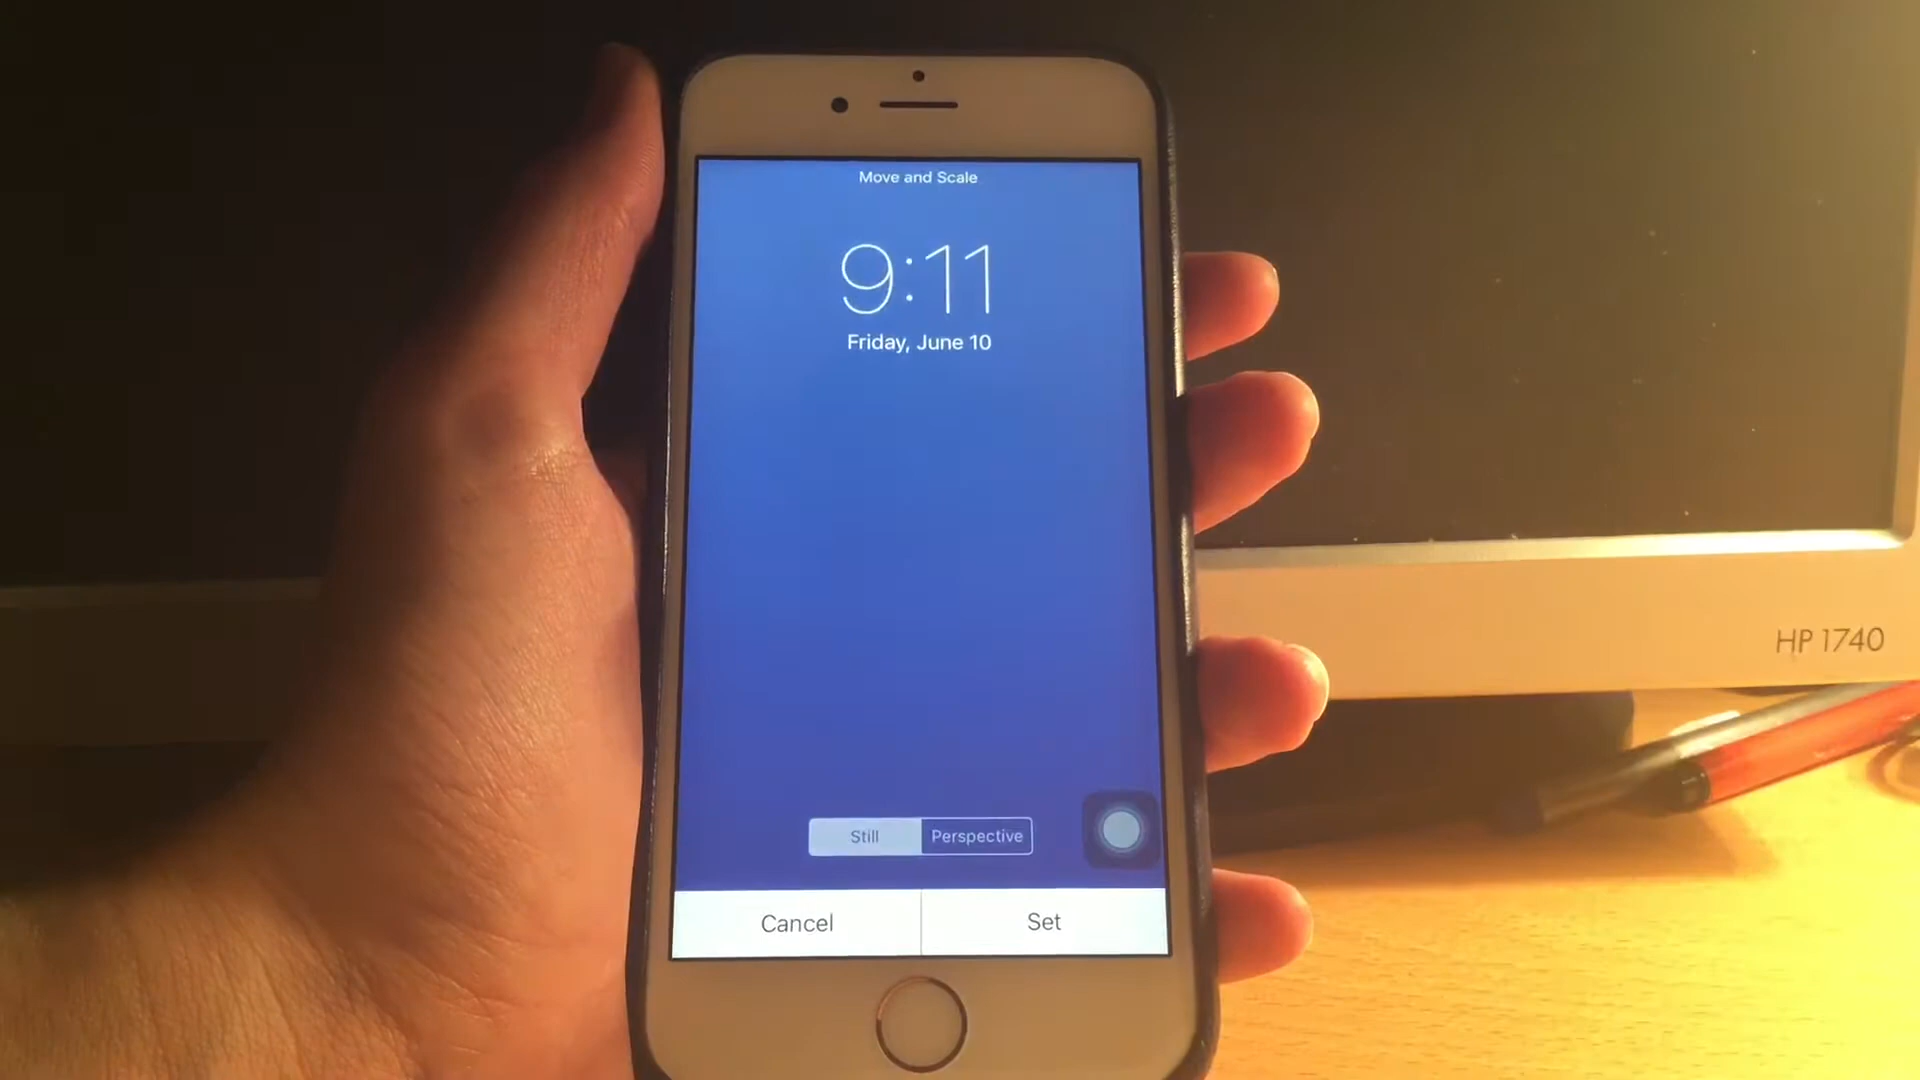 Move and Scale
9:11
Friday, June 10
Still
Perspective
Cancel
Set
HP 1740